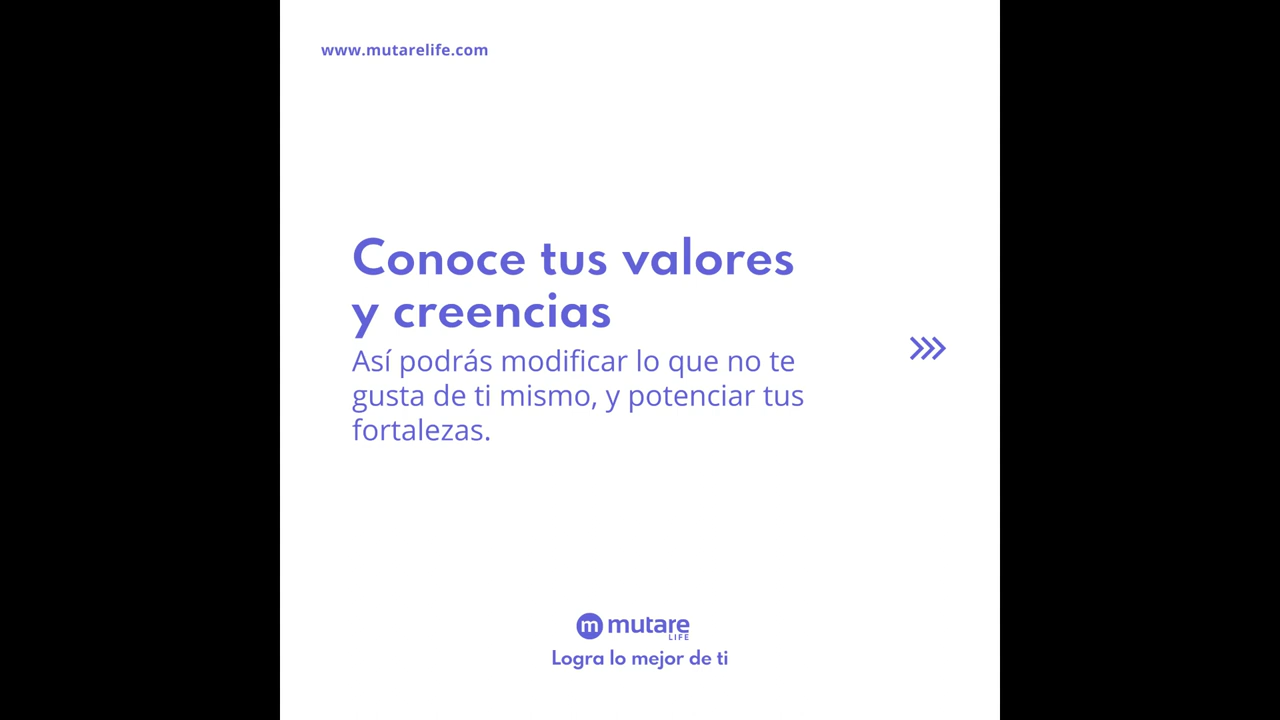 www.mutarelife.com
Conoce tus valores
y creencias
Así podrás modificar lo que no te
gusta de ti mismo, y potenciar tus
fortalezas.
m mutare
LIFE
Logra lo mejor de ti